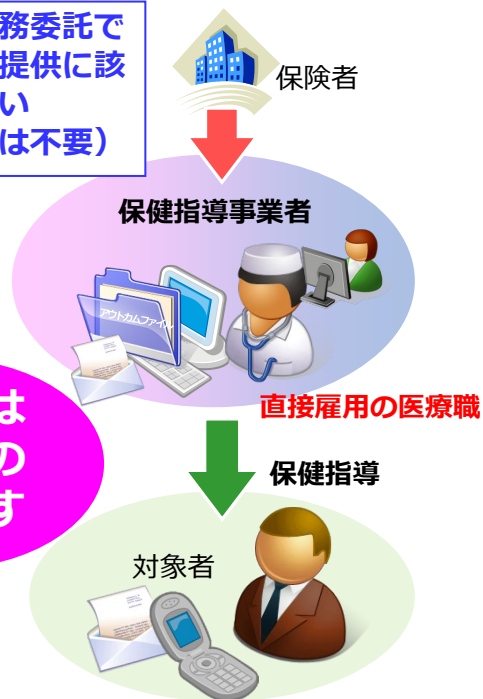 務委託で
提供に該
い
は不要）
保険者
保健指導事業者
アウトカムファイル
直接雇用の医療職
は
の
す
保健指導
対象者